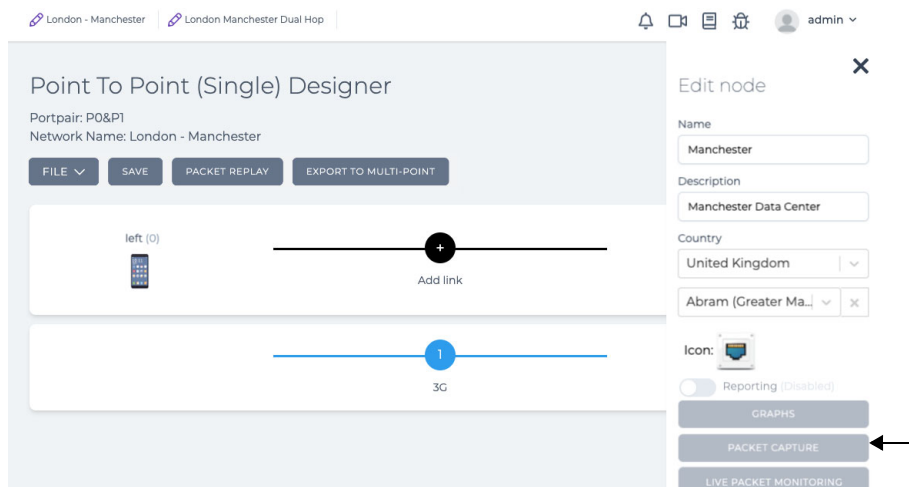 London - Manchester
London Manchester Dual Hop
admin
Point To Point (Single) Designer
Portpair: P0&P1
Network Name: London - Manchester
FILE
SAVE
PACKET REPLAY
EXPORT TO MULTI-POINT
left (0)
+
Add link
1
3G
Edit node
Name
Manchester
Description
Manchester Data Center
Country
United Kingdom
Abram (Greater Ma...
Icon:
Reporting (Disabled)
GRAPHS
PACKET CAPTURE
LIVE PACKET MONITORING